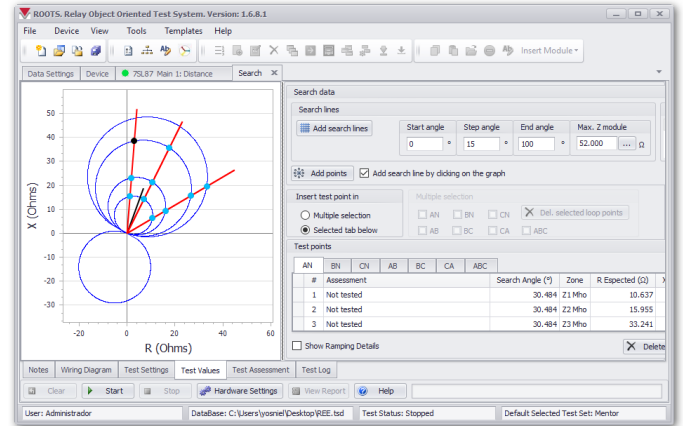 ROOTS. Relay Object Oriented Test System. Version: 1.6.8.1
File Device View Tools Templates Help
Insert Module
Data Settings Device 7SL87 Main 1: Distance Search
Search data
Search lines
Add search lines
Start angle Step angle End angle Max. Z module
0 ° 15 ° 100 ° 52.000 ... Ω
Add points Add search line by clicking on the graph
Insert test point in
Multiple selection
Selected tab below
Multiple selection
AN BN CN Del. selected loop points
AB BC CA ABC
Test points
AN BN CN AB BC CA ABC
# Assessment Search Angle (º) Zone R Espected (Ω) X
1 Not tested 30.484 Z1 Mho 10.637
2 Not tested 30.484 Z2 Mho 15.955
3 Not tested 30.484 Z3 Mho 33.241
Show Ramping Details Delete
X (Ohms)
50
40
30
20
10
0
-10
-20
-30
-20 0 20 40 60
R (Ohms)
Notes Wiring Diagram Test Settings Test Values Test Assessment Test Log
Clear Start Stop Hardware Settings View Report Help
User: Administrador DataBase: C:\Users\yosniel\Desktop\REE.tsd Test Status: Stopped Default Selected Test Set: Mentor